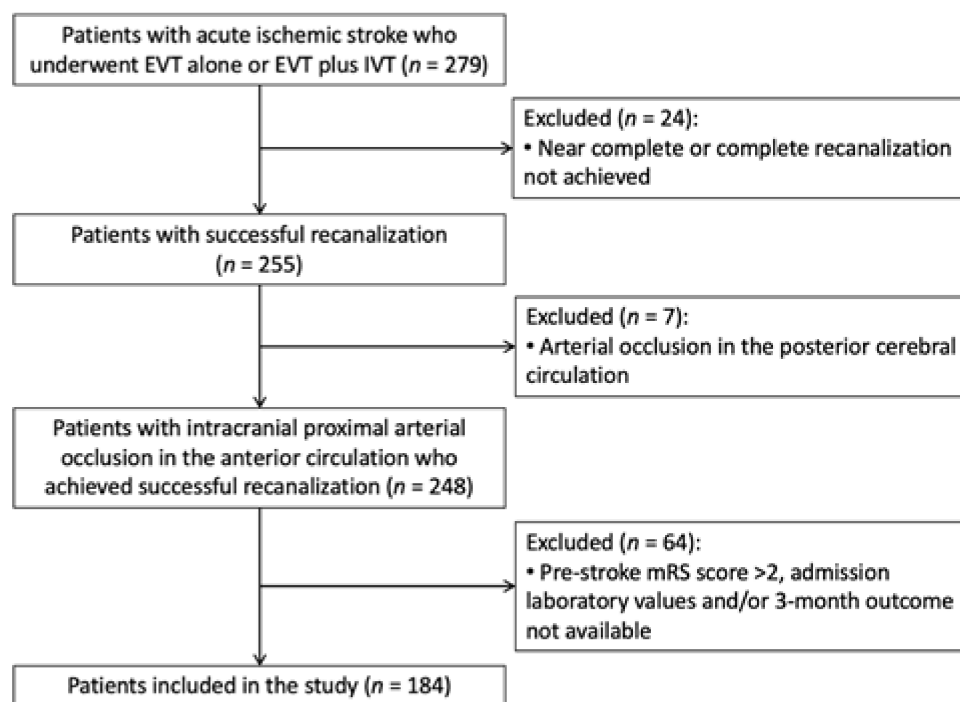 Patients with acute ischemic stroke who
underwent EVT alone or EVT plus IVT (n = 279)
Excluded (n = 24):
• Near complete or complete recanalization
not achieved
Patients with successful recanalization
(n = 255)
Excluded (n = 7):
• Arterial occlusion in the posterior cerebral
circulation
Patients with intracranial proximal arterial
occlusion in the anterior circulation who
achieved successful recanalization (n = 248)
Excluded (n = 64):
• Pre-stroke mRS score >2, admission
laboratory values and/or 3-month outcome
not available
Patients included in the study (n = 184)